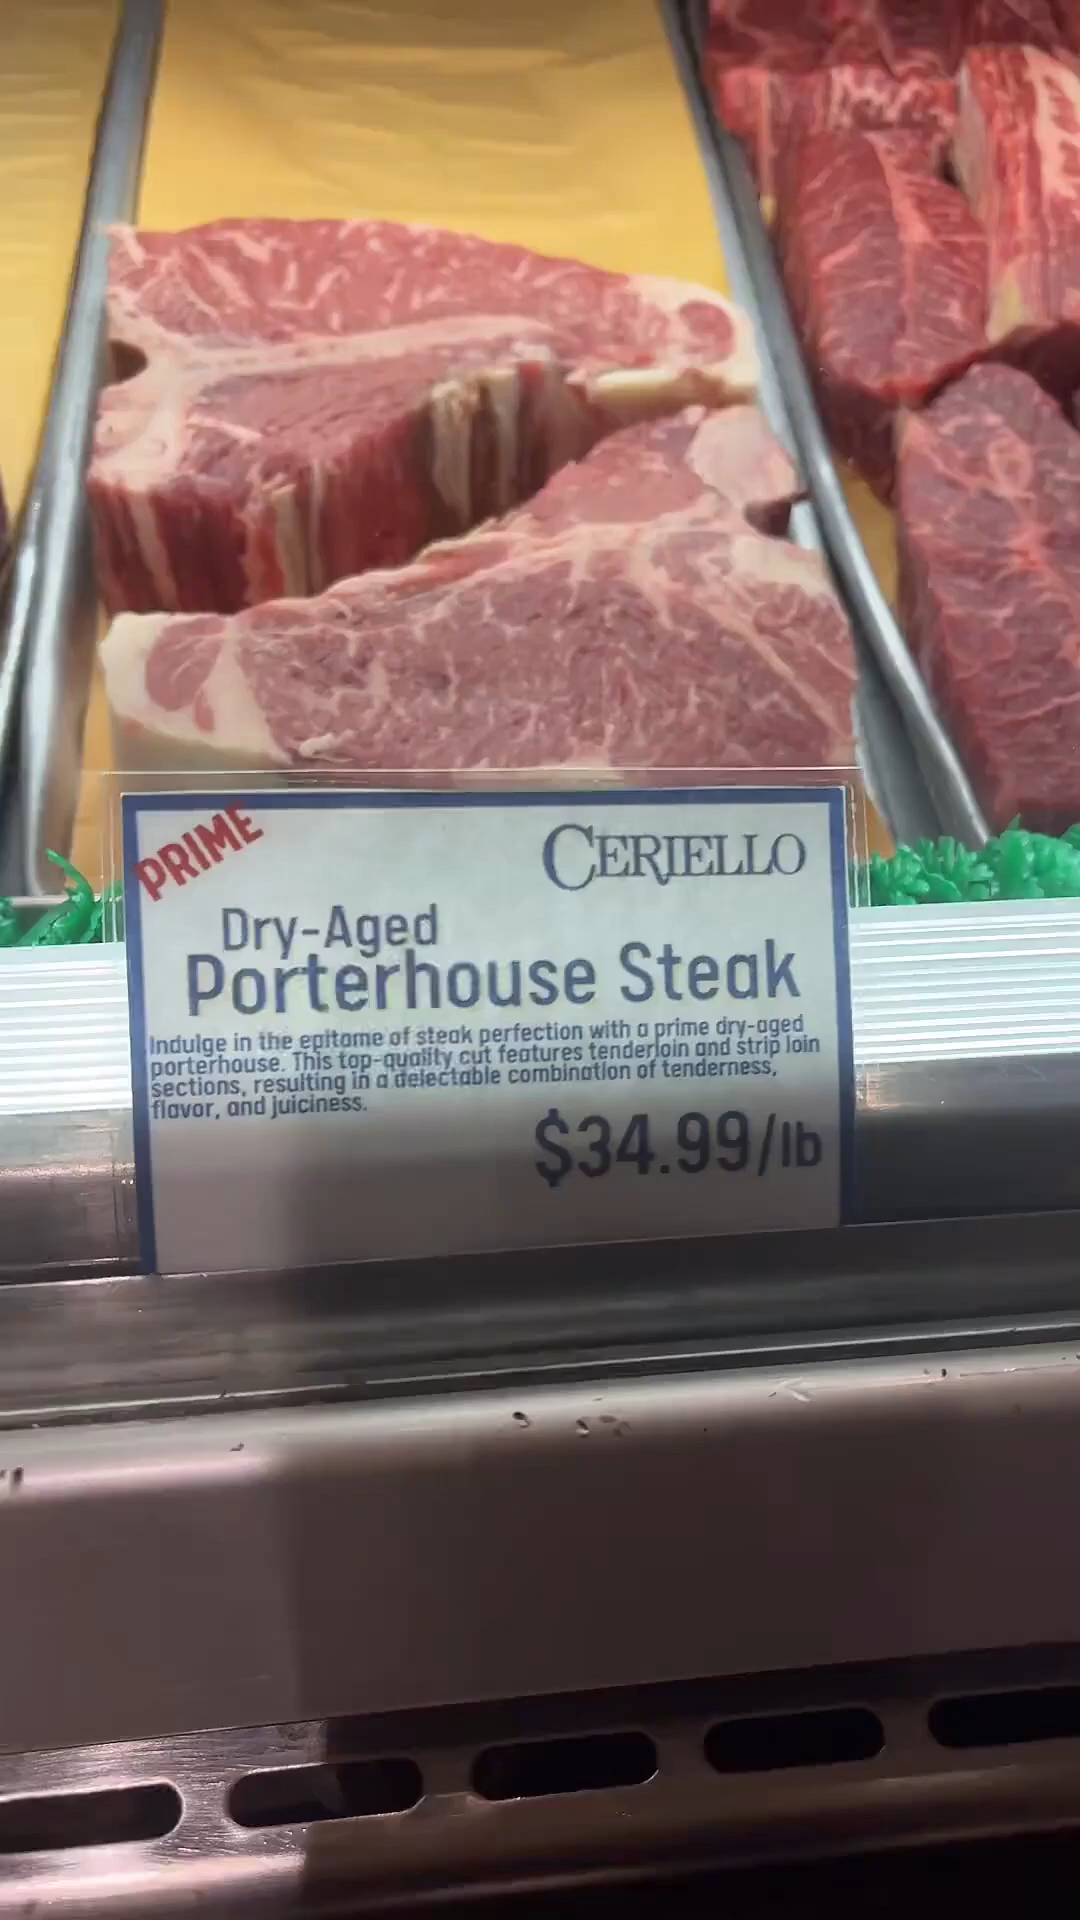 PRIME
CERIELLO
Dry-Aged
Porterhouse Steak
Indulge in the epitome of steak perfection with a prime dry-aged
porterhouse. This top-quality cut features tenderloin and strip loin
sections, resulting in a delectable combination of tenderness,
flavor, and juiciness.
$34.99/lb